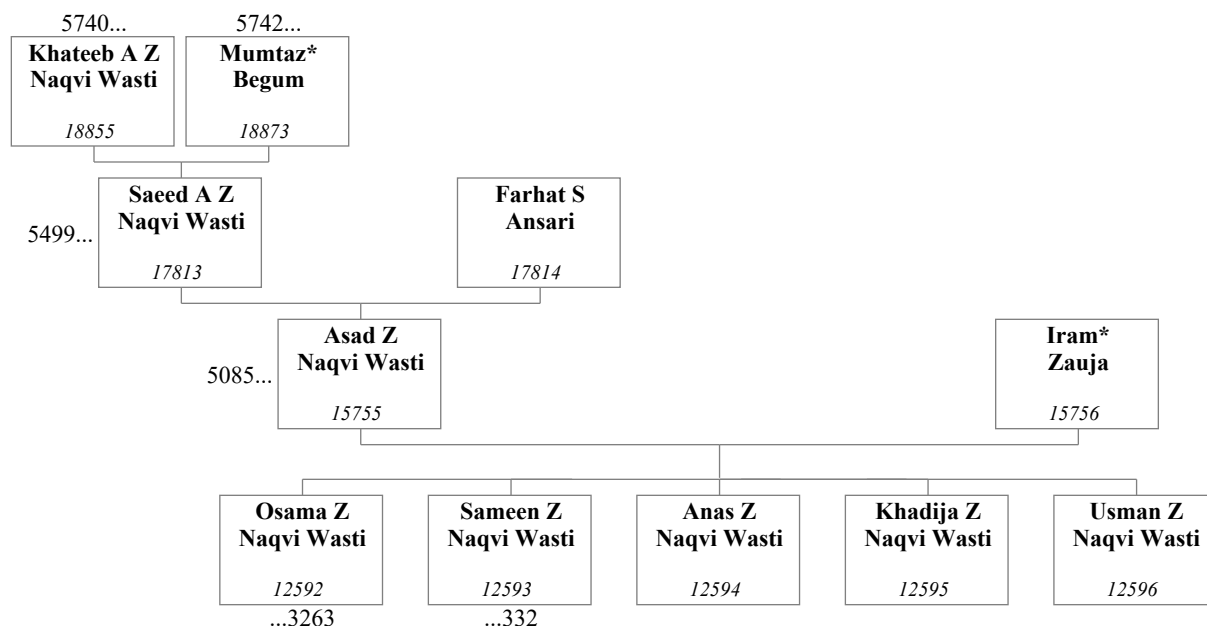 5740...
5742...
Khateeb A Z
Naqvi Wasti
18855
Mumtaz*
Begum
18873
5499...
Saeed A Z
Naqvi Wasti
17813
Farhat S
Ansari
17814
5085...
Asad Z
Naqvi Wasti
15755
Iram*
Zauja
15756
Osama Z
Naqvi Wasti
12592
...3263
Sameen Z
Naqvi Wasti
12593
...332
Anas Z
Naqvi Wasti
12594
Khadija Z
Naqvi Wasti
12595
Usman Z
Naqvi Wasti
12596